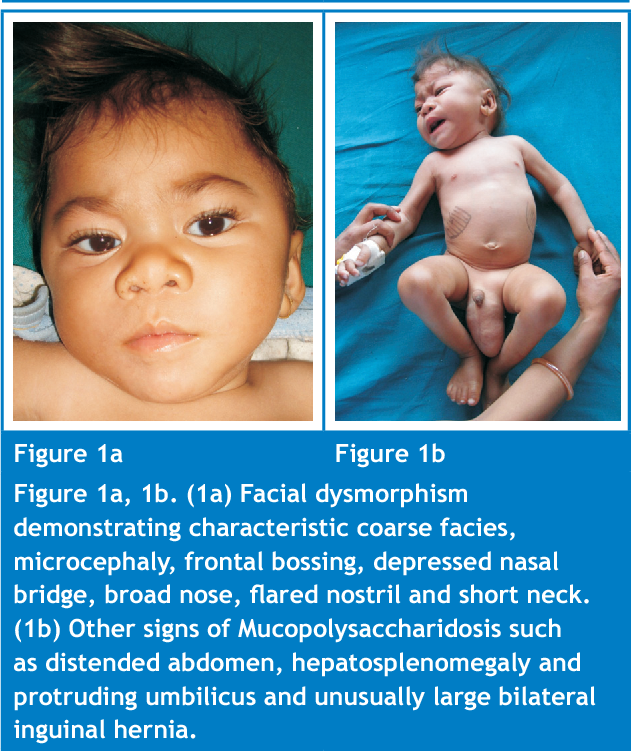 Figure 1a
Figure 1b
Figure 1a, 1b. (1a) Facial dysmorphism
demonstrating characteristic coarse facies,
microcephaly, frontal bossing, depressed nasal
bridge, broad nose, flared nostril and short neck.
(1b) Other signs of Mucopolysaccharidosis such
as distended abdomen, hepatosplenomegaly and
protruding umbilicus and unusually large bilateral
inguinal hernia.